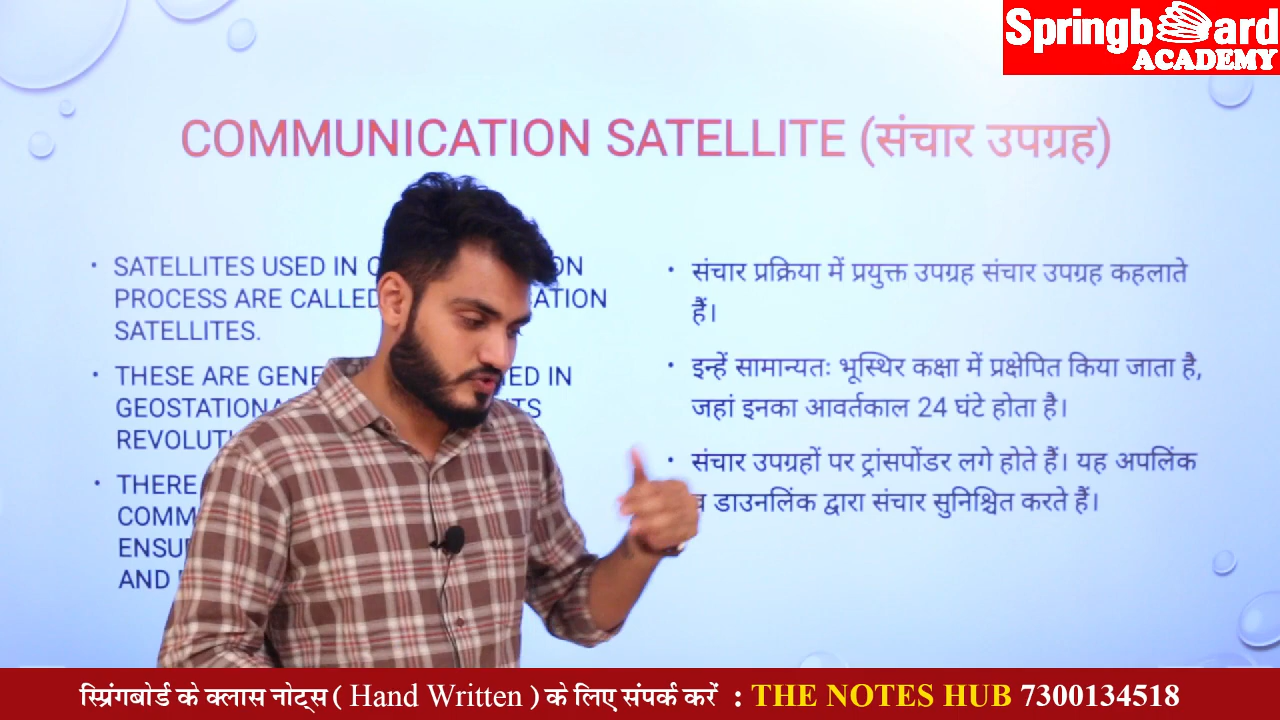 Springboard
ACADEMY
COMMUNICATION SATELLITE (संचार उपग्रह)
• SATELLITES USED IN
PROCESS ARE CALLED
SATELLITES.
• THESE ARE IN
GEOSTATIONA
REVOLUTI
• THERE
COMM
ENSU
AND
• संचार प्रक्रिया में प्रयुक्त उपग्रह संचार उपग्रह कहलाते
हैं।
• इन्हें सामान्यतः भूस्थिर कक्षा में प्रक्षेपित किया जाता है,
जहां इनका आवर्तकाल 24 घंटे होता है।
• संचार उपग्रहों पर ट्रांसपोंडर लगे होते हैं। यह अपलिंक
व डाउनलिंक द्वारा संचार सुनिश्चित करते हैं।
स्प्रिंगबोर्ड के क्लास नोट्स ( Hand Written ) के लिए संपर्क करें : THE NOTES HUB 7300134518